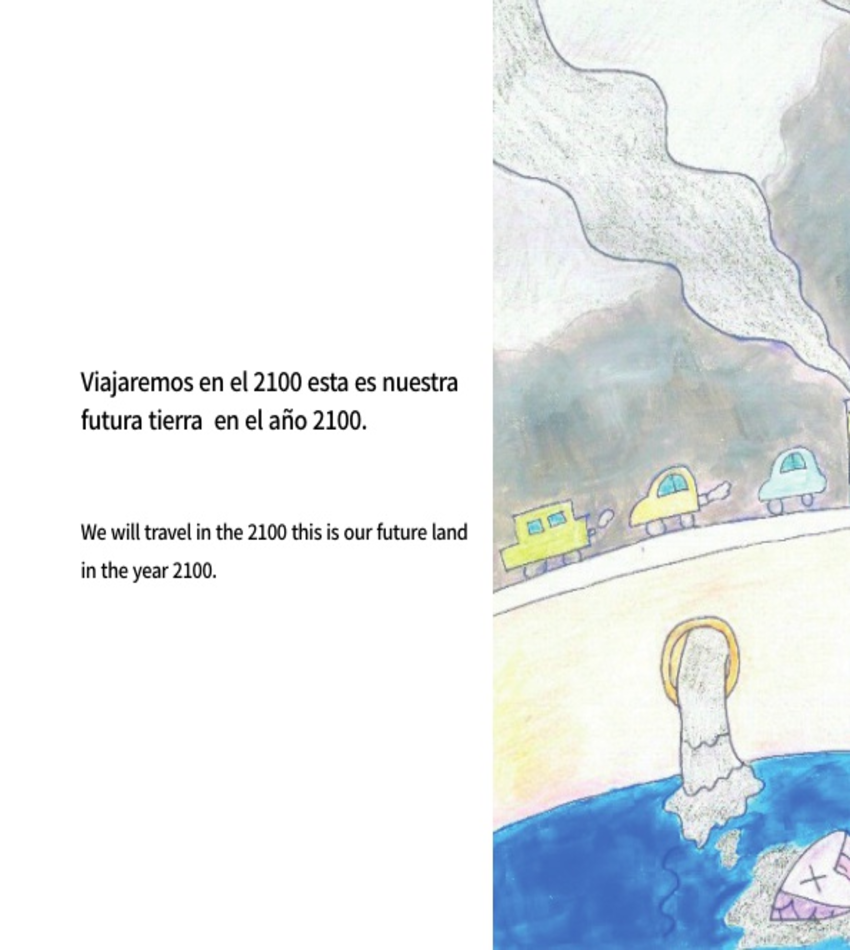 Viajaremos en el 2100 esta es nuestra
futura tierra  en el año 2100.
We will travel in the 2100 this is our future land
in the year 2100.